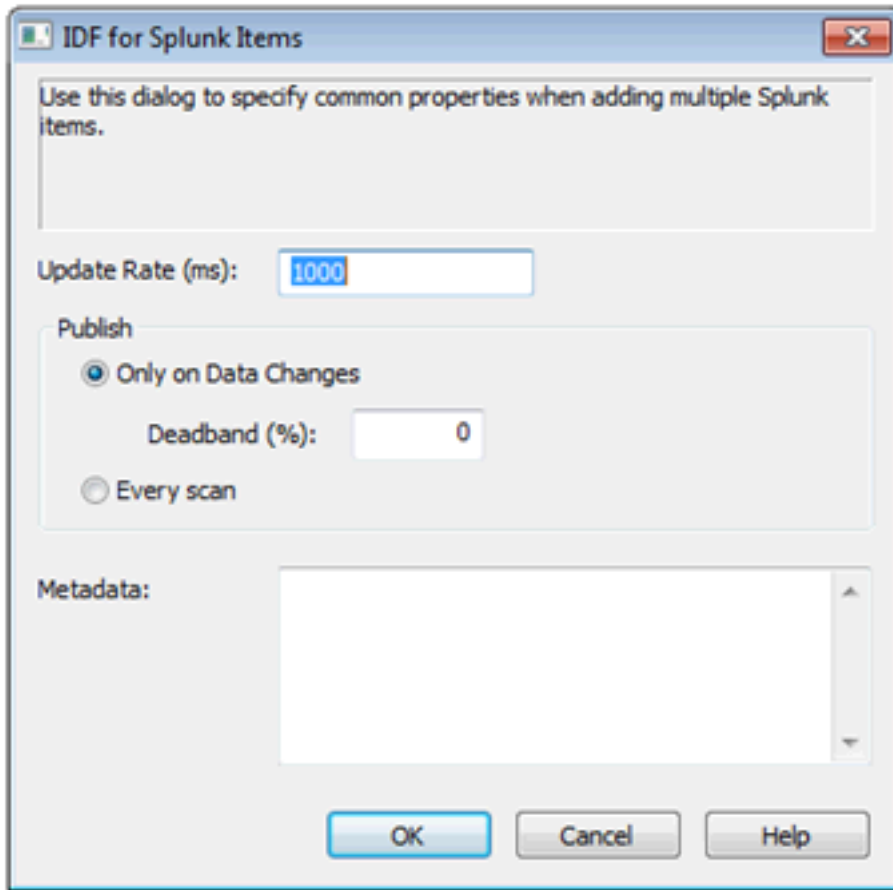 IDF for Splunk Items
Use this dialog to specify common properties when adding multiple Splunk
items.
Update Rate (ms): 1000
Publish
Only on Data Changes
Deadband (%): 0
Every scan
Metadata:
OK Cancel Help